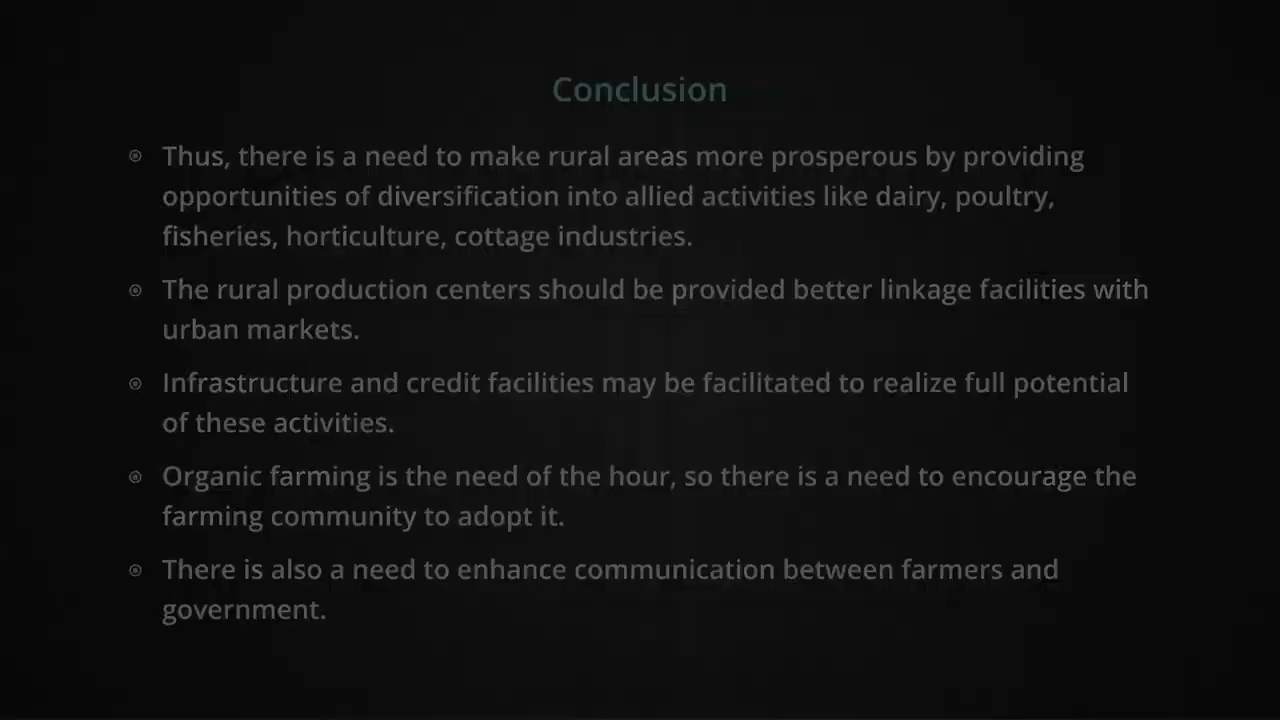 Conclusion
Thus, there is a need to make rural areas more prosperous by providing
opportunities of diversification into allied activities like dairy, poultry,
fisheries, horticulture, cottage industries.
The rural production centers should be provided better linkage facilities with
urban markets.
Infrastructure and credit facilities may be facilitated to realize full potential
of these activities.
Organic farming is the need of the hour, so there is a need to encourage the
farming community to adopt it.
There is also a need to enhance communication between farmers and
government.